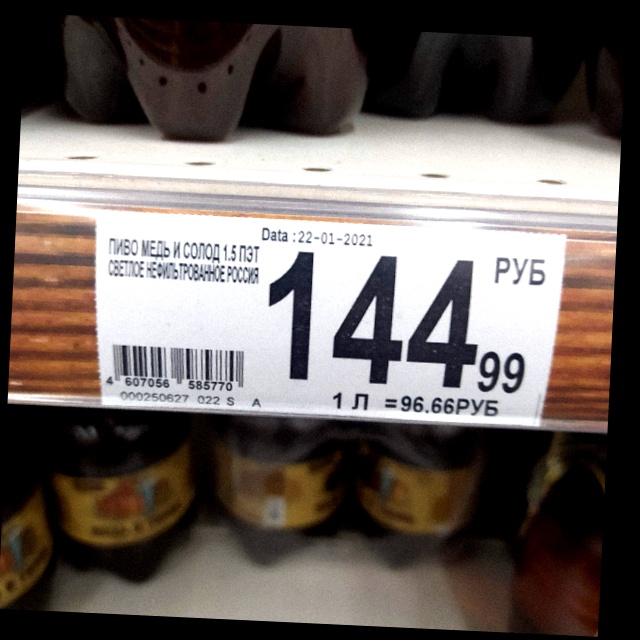 Data :22-01-2021
ПИВО МЕДЬ И СОЛОД 1.5 ПЭТ
СВЕТЛОЕ НЕФИЛЬТРОВАННОЕ РОССИЯ
144 99 РУБ
4 607056 585770
000250627 022 S A
1 Л =96.66РУБ